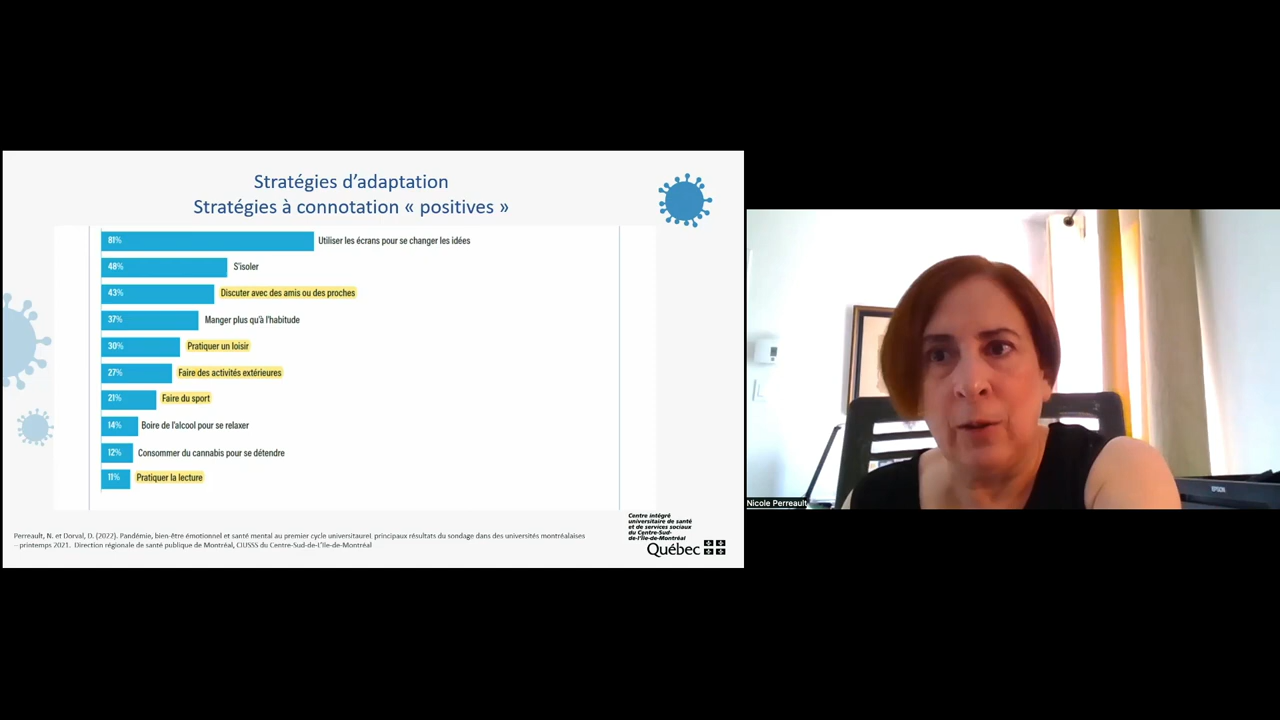 Stratégies d'adaptation
Stratégies à connotation « positives »
81% Utiliser les écrans pour se changer les idées
48% S'isoler
43% Discuter avec des amis ou des proches
37% Manger plus qu'à l'habitude
30% Pratiquer un loisir
27% Faire des activités extérieures
21% Faire du sport
14% Boire de l'alcool pour se relaxer
12% Consommer du cannabis pour se détendre
11% Pratiquer la lecture
Perreault, N. et Dorval, D. (2022). Pandémie, bien-être émotionnel et santé mental au premier cycle universitaureI principaux résultats du sondage dans des universités montréalaises
– printemps 2021. Direction régionale de santé publique de Montréal, CIUSSS du Centre-Sud-de-L'Île-de-Montréal
Centre intégré
universitaire de santé
et de services sociaux
du Centre-Sud-
de-l'Île-de-Montréal
Québec
Nicole Perreault
EPSON